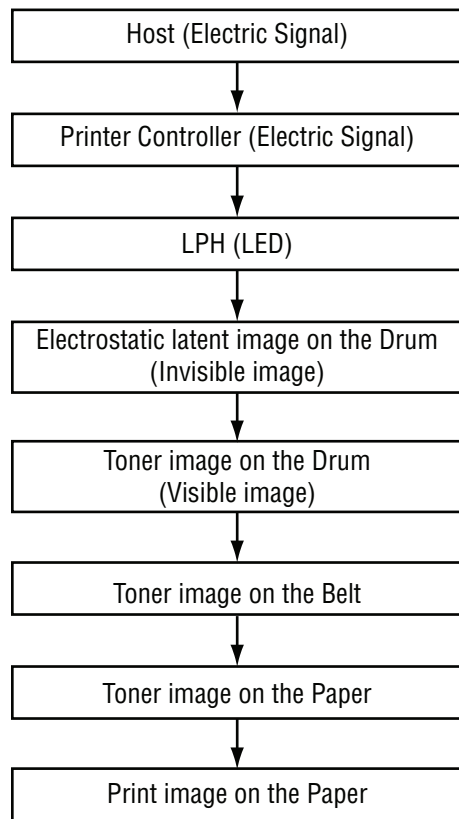 Host (Electric Signal)
Printer Controller (Electric Signal)
LPH (LED)
Electrostatic latent image on the Drum
(Invisible image)
Toner image on the Drum
(Visible image)
Toner image on the Belt
Toner image on the Paper
Print image on the Paper